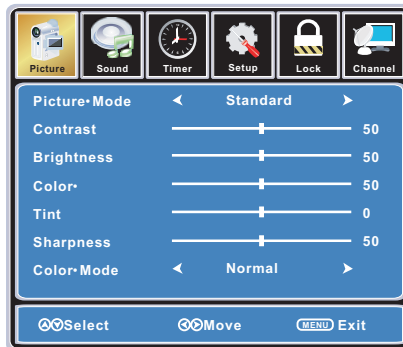 Picture Sound Timer Setup Lock Channel
Picture•Mode Standard
Contrast 50
Brightness 50
Color• 50
Tint 0
Sharpness 50
Color•Mode Normal
Select Move MENU Exit